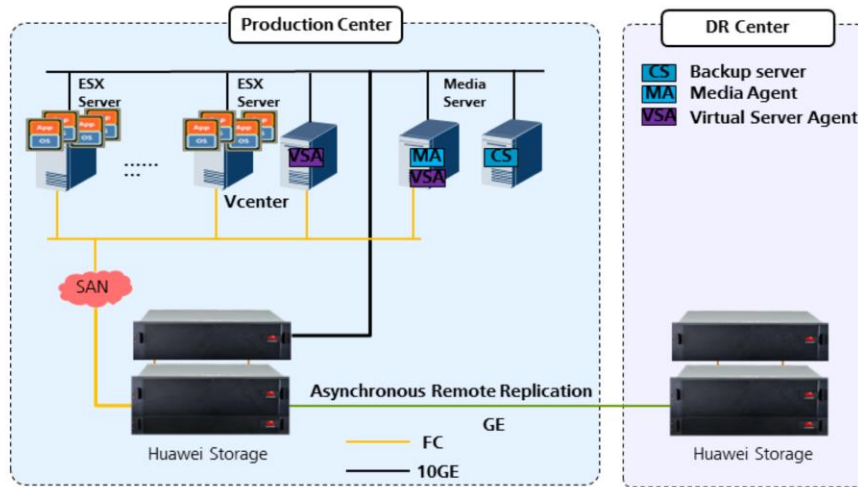 Production Center
DR Center
ESX
Server
ESX
Server
Media
Server
CS Backup server
MA Media Agent
VSA Virtual Server Agent
App
OS
App
App
OS
App
VSA
MA
VSA
CS
......
...
Vcenter
SAN
Asynchronous Remote Replication
GE
Huawei Storage
Huawei Storage
FC
10GE